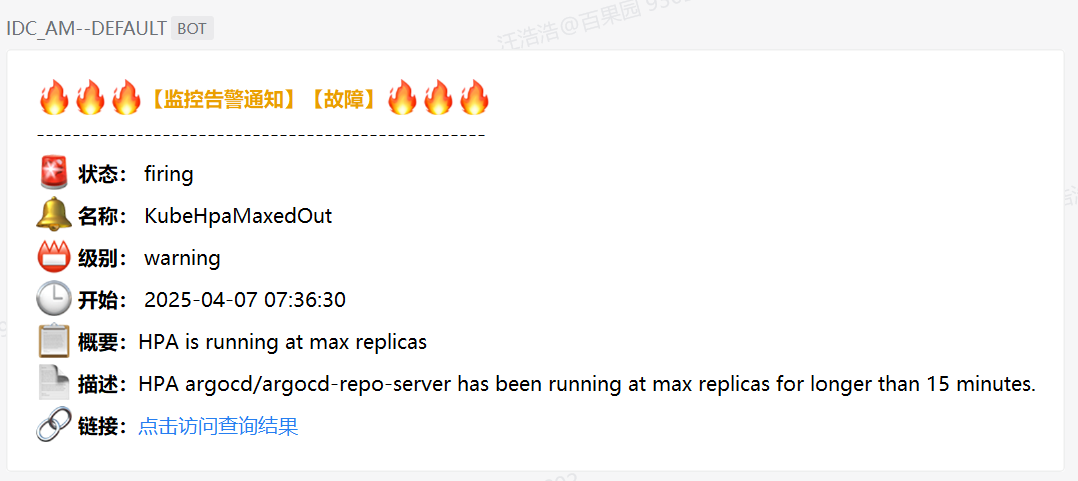 IDC_AM--DEFAULT BOT
汪浩浩@百果园
【监控告警通知】【故障】
--------------------------------------------------
状态： firing
名称： KubeHpaMaxedOut
级别： warning
开始： 2025-04-07 07:36:30
概要：HPA is running at max replicas
描述：HPA argocd/argocd-repo-server has been running at max replicas for longer than 15 minutes.
链接：点击访问查询结果